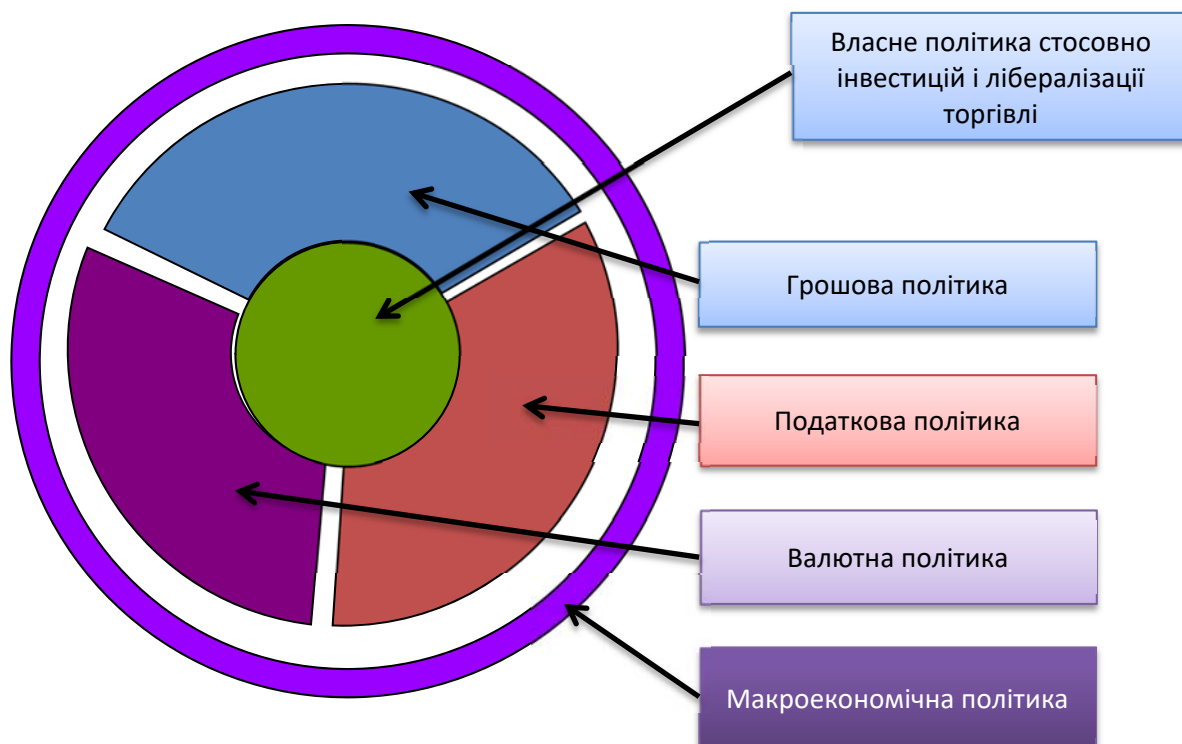 Власне політика стосовно
інвестицій і лібералізації
торгівлі
Грошова політика
Податкова політика
Валютна політика
Макроекономічна політика